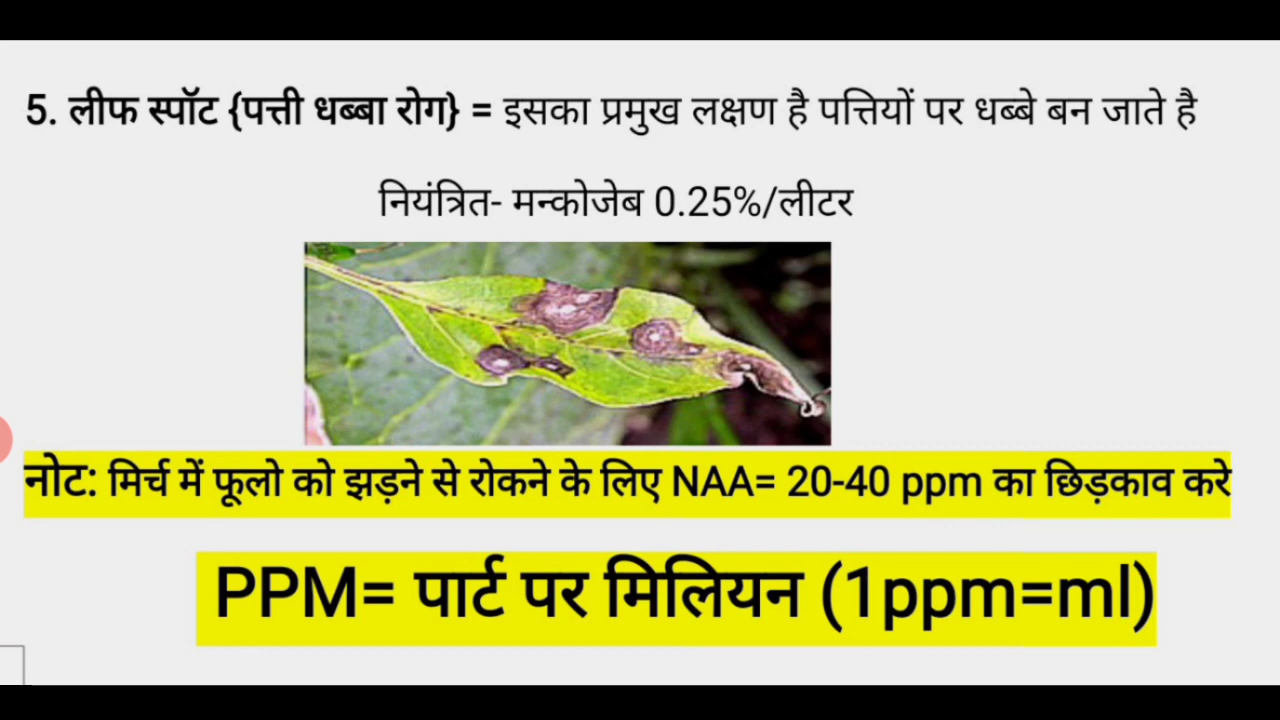 5. लीफ स्पॉट {पत्ती धब्बा रोग} = इसका प्रमुख लक्षण है पत्तियों पर धब्बे बन जाते है
नियंत्रित- मन्कोजेब 0.25%/लीटर
नोट: मिर्च में फूलो को झड़ने से रोकने के लिए NAA= 20-40 ppm का छिड़काव करे
PPM= पार्ट पर मिलियन (1ppm=ml)